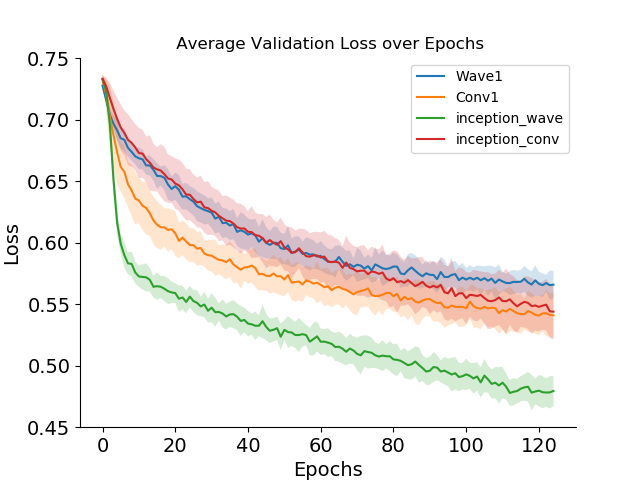 Average Validation Loss over Epochs
Wave1
Conv1
inception_wave
inception_conv
Loss
0.75
0.70
0.65
0.60
0.55
0.50
0.45
0 20 40 60 80 100 120
Epochs